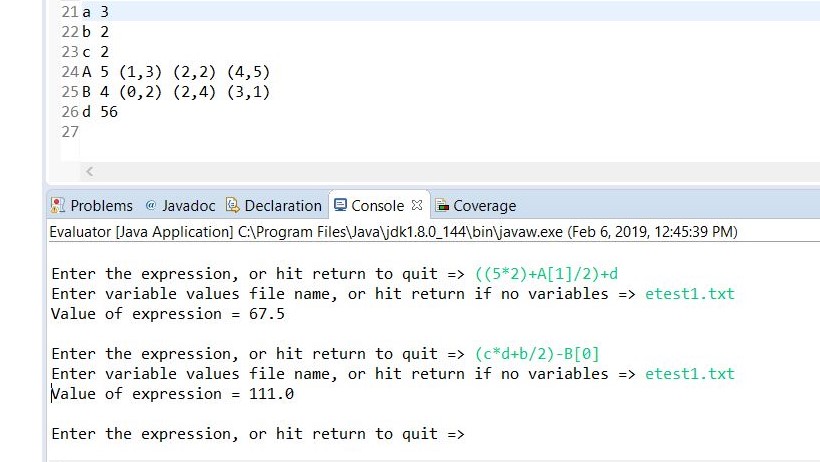 21 a 3
22 b 2
23 c 2
24 A 5 (1,3) (2,2) (4,5)
25 B 4 (0,2) (2,4) (3,1)
26 d 56
27
Problems @ Javadoc Declaration Console Coverage
Evaluator [Java Application] C:\Program Files\Java\jdk1.8.0_144\bin\javaw.exe (Feb 6, 2019, 12:45:39 PM)
Enter the expression, or hit return to quit => ((5*2)+A[1]/2)+d
Enter variable values file name, or hit return if no variables => etest1.txt
Value of expression = 67.5
Enter the expression, or hit return to quit => (c*d+b/2)-B[0]
Enter variable values file name, or hit return if no variables => etest1.txt
Value of expression = 111.0
Enter the expression, or hit return to quit =>